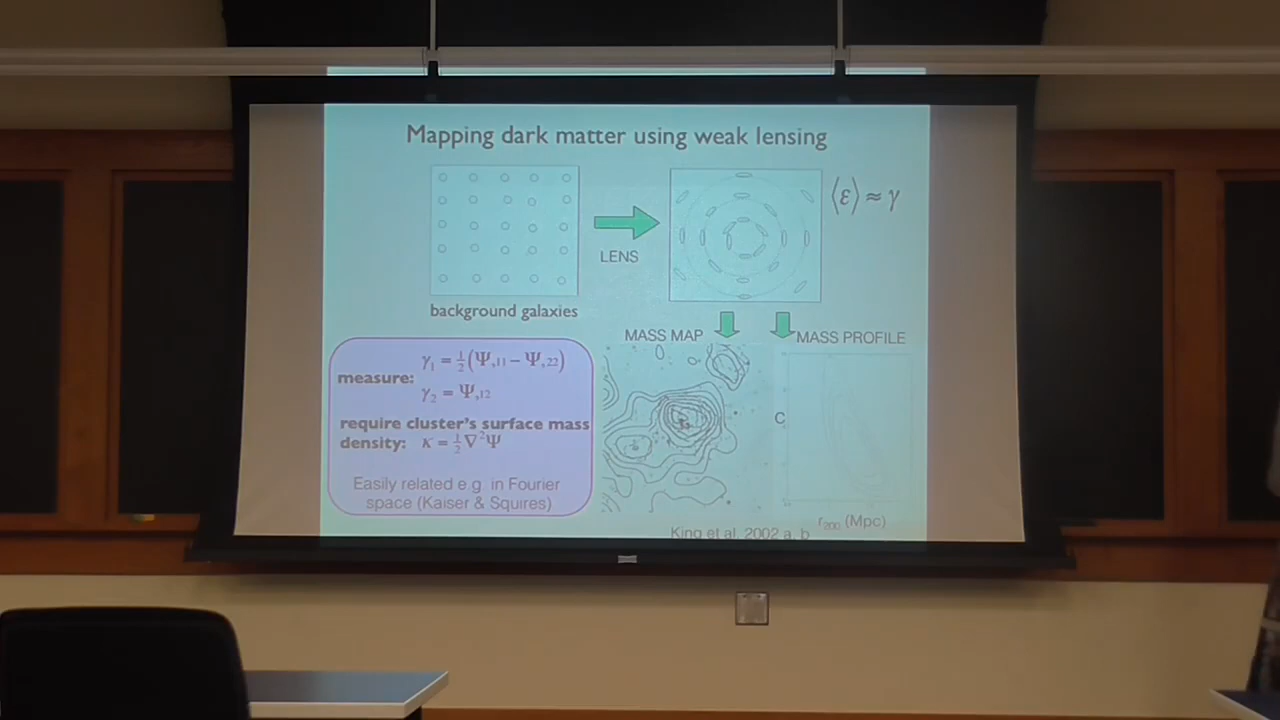 Mapping dark matter using weak lensing
⟨ε⟩ ≈ γ
LENS
background galaxies
MASS MAP
MASS PROFILE
measure:
γ₁ = ½(Ψ,₁₁ − Ψ,₂₂)
γ₂ = Ψ,₁₂
require cluster's surface mass
density: κ = ½∇²Ψ
Easily related e.g. in Fourier
space (Kaiser & Squires)
C
r₂₀₀ (Mpc)
King et al. 2002 a, b